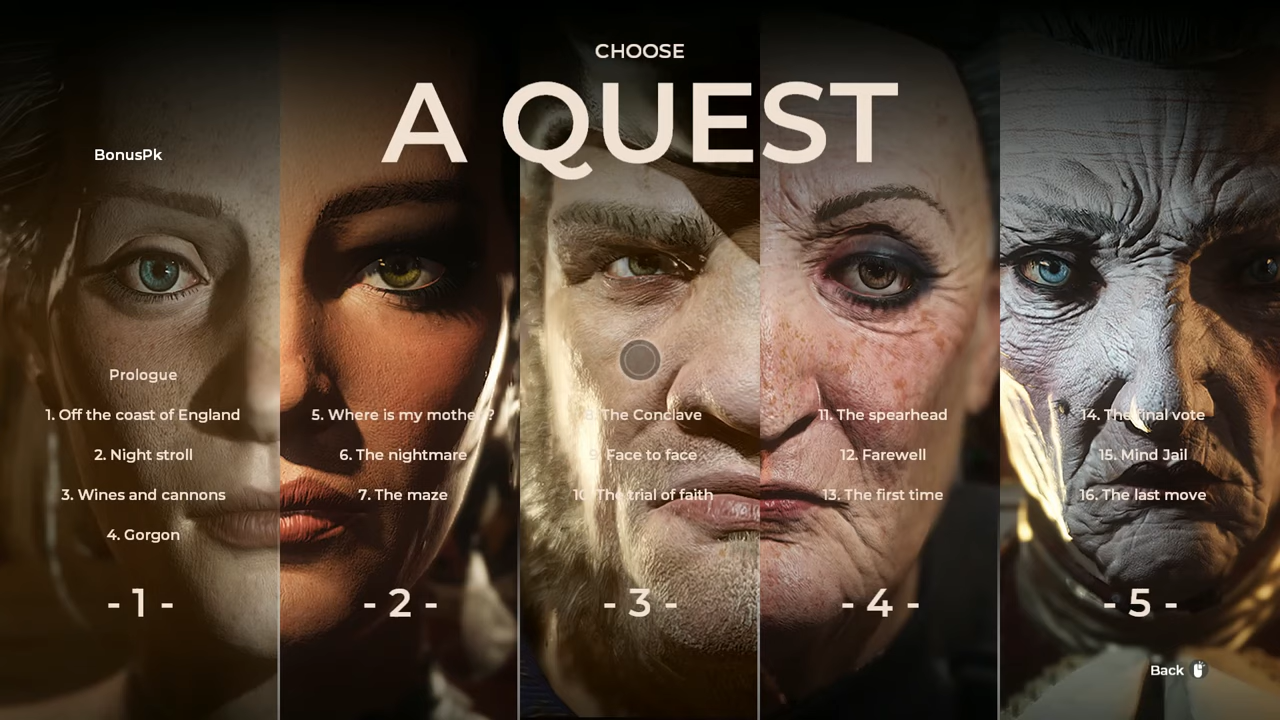 CHOOSE
A QUEST
BonusPk
Prologue
1. Off the coast of England
2. Night stroll
3. Wines and cannons
4. Gorgon
- 1 -
5. Where is my mother?
6. The nightmare
7. The maze
- 2 -
8. The Conclave
9. Face to face
10. The trial of faith
- 3 -
11. The spearhead
12. Farewell
13. The first time
- 4 -
14. The final vote
15. Mind Jail
16. The last move
- 5 -
Back